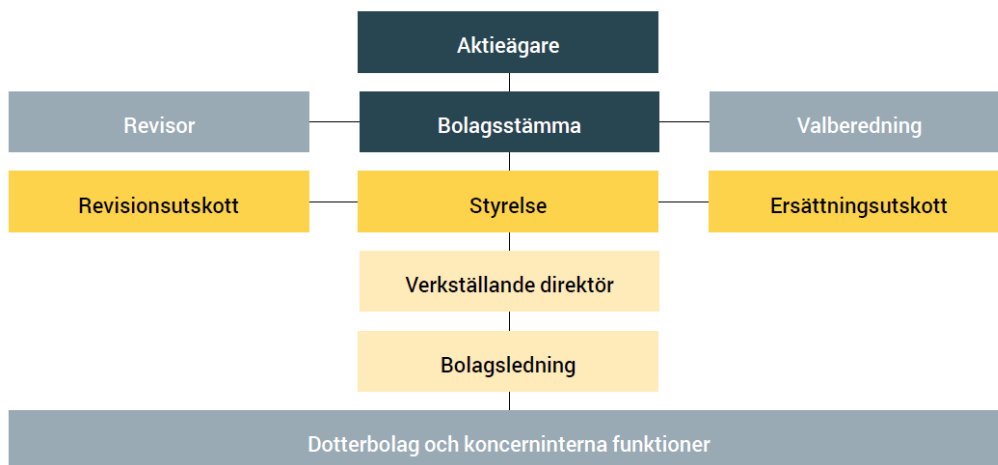 Aktieägare
Revisor
Bolagsstämma
Valberedning
Revisionsutskott
Styrelse
Ersättningsutskott
Verkställande direktör
Bolagsledning
Dotterbolag och koncerninterna funktioner